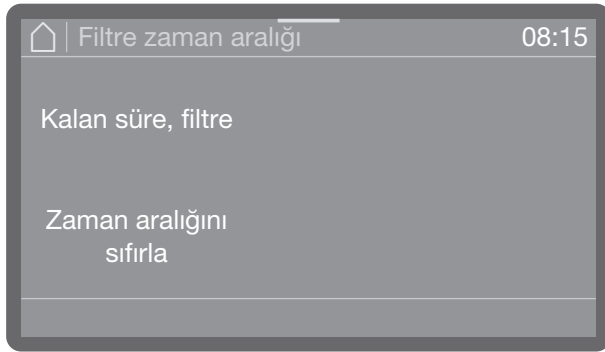 Filtre zaman aralığı 08:15
Kalan süre, filtre
Zaman aralığını
sıfırla